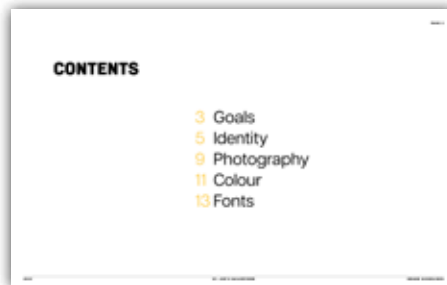 CONTENTS
3 Goals
5 Identity
9 Photography
11 Colour
13 Fonts